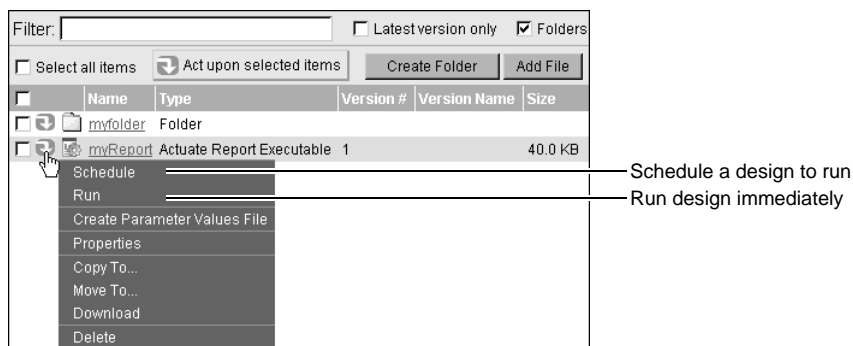 Filter: Latest version only Folders
Select all items Act upon selected items Create Folder Add File
Name Type Version # Version Name Size
myfolder Folder
myReport Actuate Report Executable 1 40.0 KB
Schedule
Schedule a design to run
Run
Run design immediately
Create Parameter Values File
Properties
Copy To...
Move To...
Download
Delete